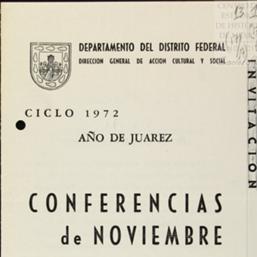 DEPARTAMENTO DEL DISTRITO FEDERAL
DIRECCION GENERAL DE ACCION CULTURAL Y SOCIAL
CICLO 1972
AÑO DE JUAREZ
CONFERENCIAS
de NOVIEMBRE
INVITACION